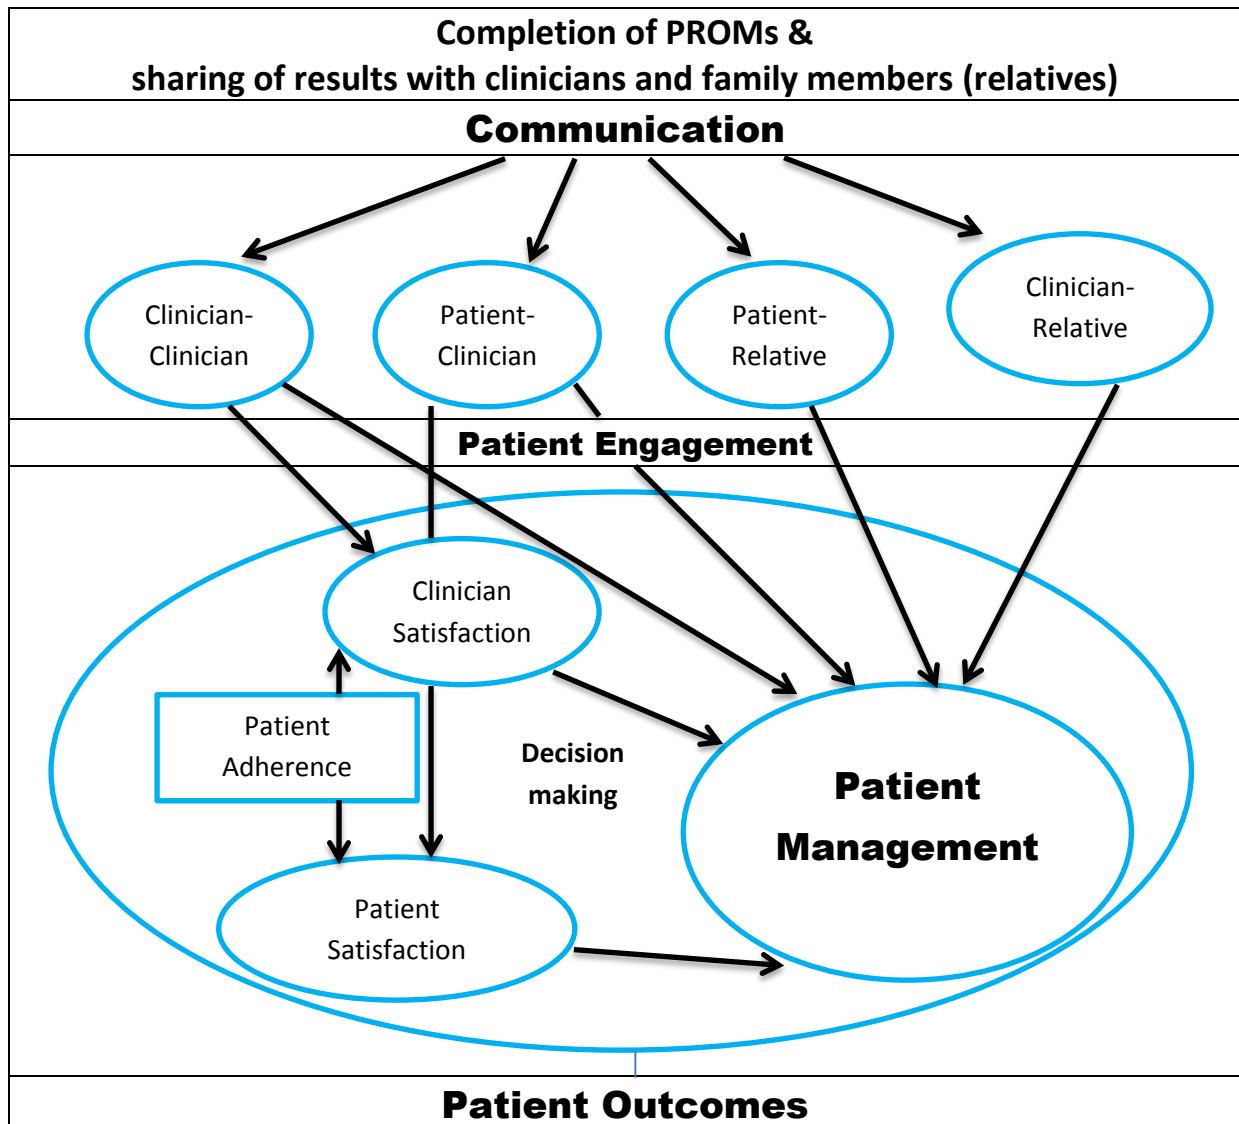 Completion of PROMs &
sharing of results with clinicians and family members (relatives)
Communication
Clinician-
Clinician
Patient-
Clinician
Patient-
Relative
Clinician-
Relative
Patient Engagement
Clinician
Satisfaction
Patient
Adherence
Decision
making
Patient
Management
Patient
Satisfaction
Patient Outcomes